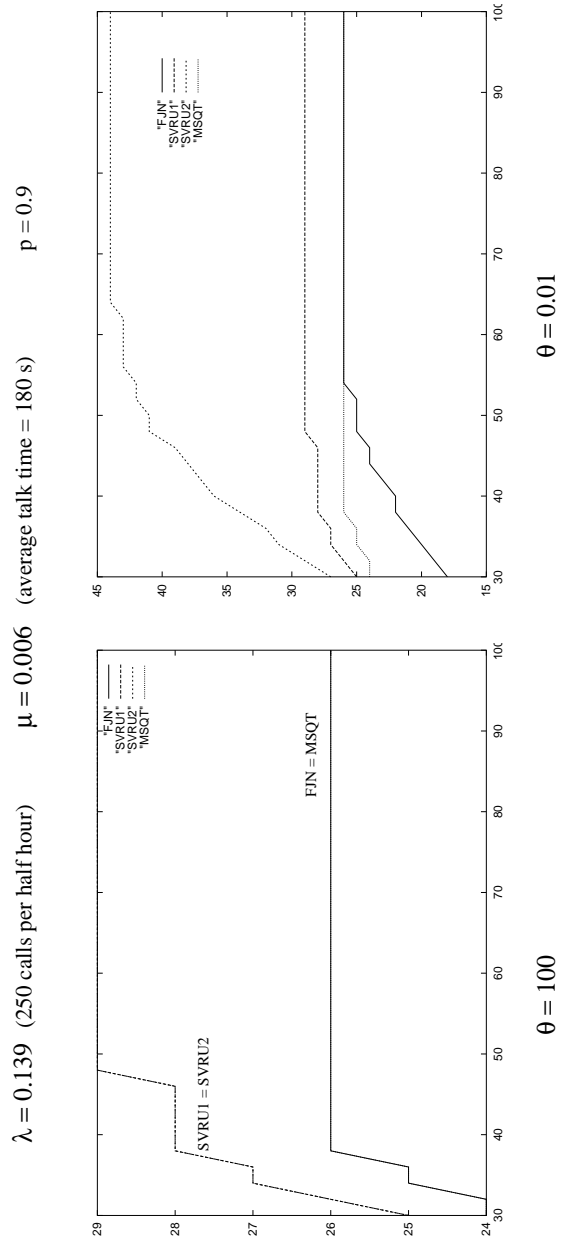 λ = 0.139 (250 calls per half hour) μ = 0.006 (average talk time = 180 s) p = 0.9
29
28
27
26
25
24
30 40 50 60 70 80 90 100
"FJN"
"SVRU1"
"SVRU2"
"MSQT"
SVRU1 = SVRU2
FJN = MSQT
θ = 100
45
40
35
30
25
20
15
30 40 50 60 70 80 90 100
"FJN"
"SVRU1"
"SVRU2"
"MSQT"
θ = 0.01